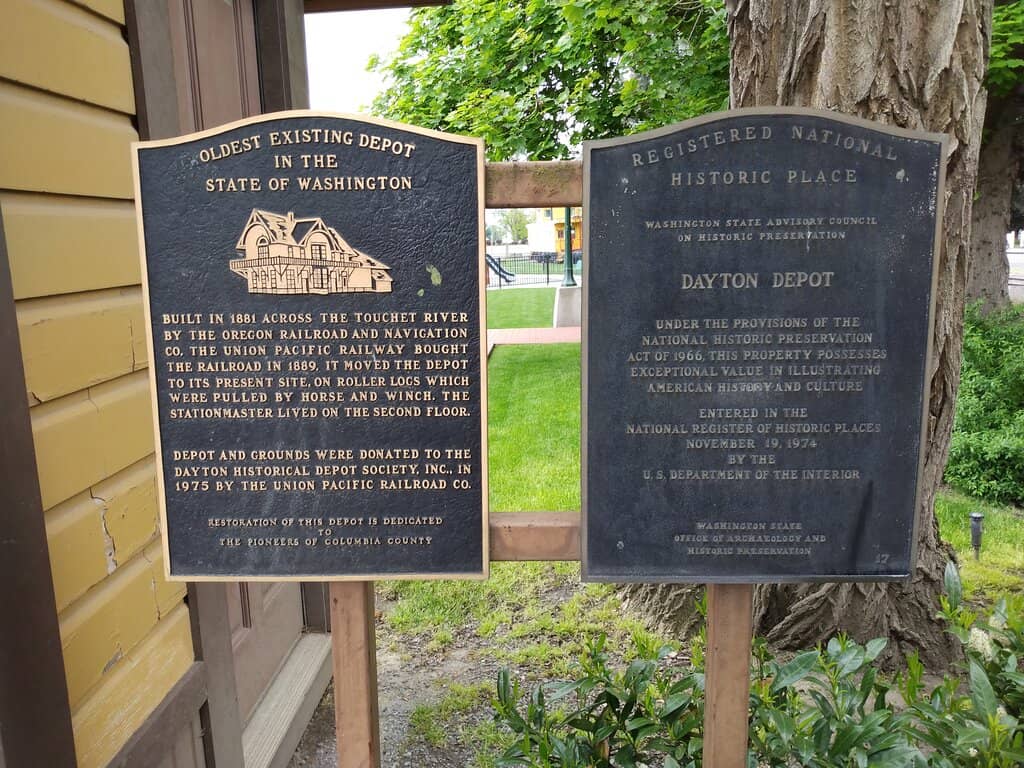 OLDEST EXISTING DEPOT
IN THE
STATE OF WASHINGTON
BUILT IN 1881 ACROSS THE TOUCHET RIVER
BY THE OREGON RAILROAD AND NAVIGATION
CO. THE UNION PACIFIC RAILWAY BOUGHT
THE RAILROAD IN 1889. IT MOVED THE DEPOT
TO ITS PRESENT SITE, ON ROLLER LOGS WHICH
WERE PULLED BY HORSE AND WINCH. THE
STATIONMASTER LIVED ON THE SECOND FLOOR.
DEPOT AND GROUNDS WERE DONATED TO THE
DAYTON HISTORICAL DEPOT SOCIETY, INC., IN
1975 BY THE UNION PACIFIC RAILROAD CO.
RESTORATION OF THIS DEPOT IS DEDICATED
TO
THE PIONEERS OF COLUMBIA COUNTY
REGISTERED NATIONAL
HISTORIC PLACE
WASHINGTON STATE ADVISORY COUNCIL
ON HISTORIC PRESERVATION
DAYTON DEPOT
UNDER THE PROVISIONS OF THE
NATIONAL HISTORIC PRESERVATION
ACT OF 1966, THIS PROPERTY POSSESSES
EXCEPTIONAL VALUE IN ILLUSTRATING
AMERICAN HISTORY AND CULTURE
ENTERED IN THE
NATIONAL REGISTER OF HISTORIC PLACES
NOVEMBER 19, 1974
BY THE
U.S. DEPARTMENT OF THE INTERIOR
WASHINGTON STATE
OFFICE OF ARCHAEOLOGY AND
HISTORIC PRESERVATION
17